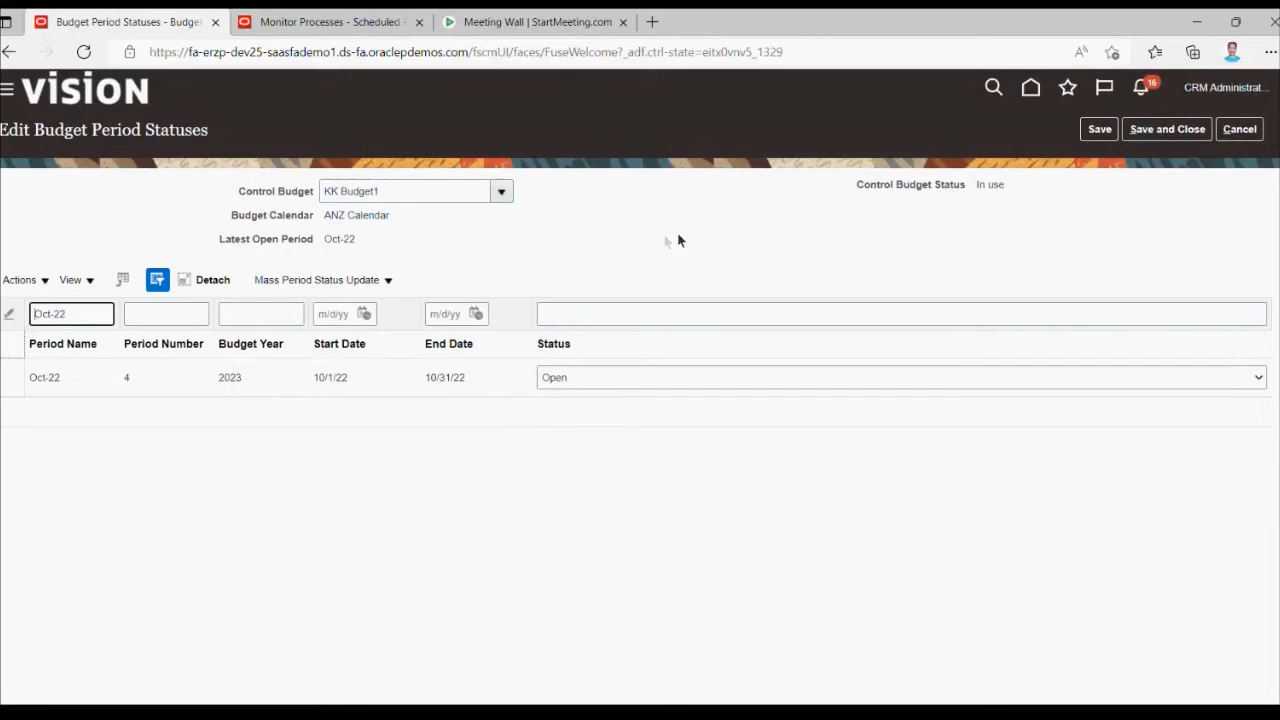 Budget Period Statuses - Budge
Monitor Processes - Scheduled
Meeting Wall | StartMeeting.com
https://fa-erzp-dev25-saasfademo1.ds-fa.oraclepdemos.com/fscmUI/faces/FuseWelcome?_adf.ctrl-state=eitx0vnv5_1329
vision
16
CRM Administrat...
Edit Budget Period Statuses
Save
Save and Close
Cancel
Control Budget KK Budget1
Control Budget Status In use
Budget Calendar ANZ Calendar
Latest Open Period Oct-22
Actions View Detach Mass Period Status Update
Oct-22 m/d/yy m/d/yy
Period Name Period Number Budget Year Start Date End Date Status
Oct-22 4 2023 10/1/22 10/31/22 Open